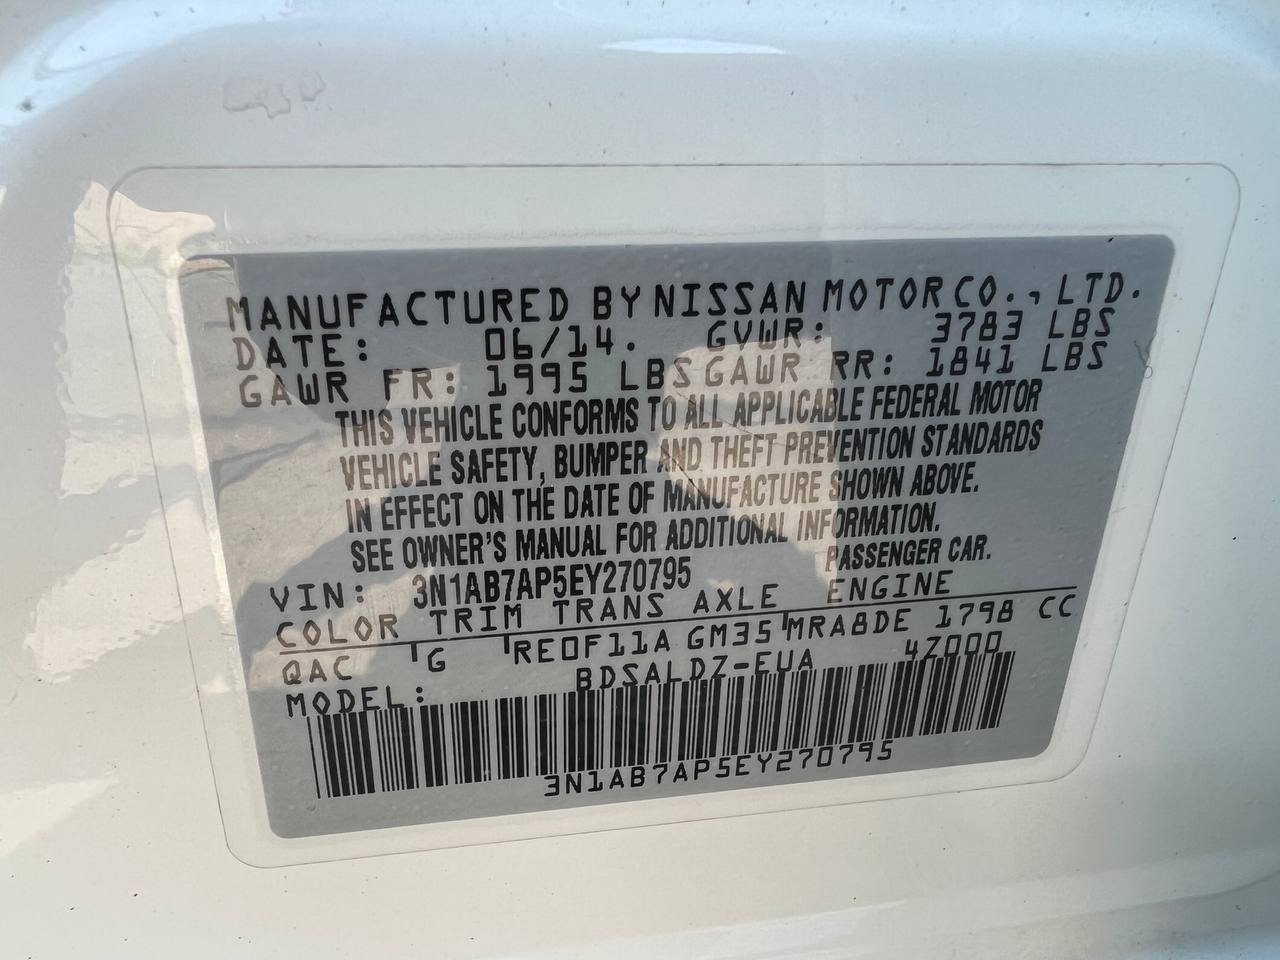 MANUFACTURED BY NISSAN MOTOR CO., LTD.
DATE: 06/14. GVWR: 3783 LBS
GAWR FR: 1995 LBS GAWR RR: 1841 LBS
THIS VEHICLE CONFORMS TO ALL APPLICABLE FEDERAL MOTOR
VEHICLE SAFETY, BUMPER AND THEFT PREVENTION STANDARDS
IN EFFECT ON THE DATE OF MANUFACTURE SHOWN ABOVE.
SEE OWNER'S MANUAL FOR ADDITIONAL INFORMATION.
VIN: 3N1AB7AP5EY270795 PASSENGER CAR.
COLOR TRIM TRANS AXLE ENGINE
QAC G RE0F11A GM35 MRA8DE 1798 CC
MODEL: BDSALDZ-EUA 4Z000
3N1AB7AP5EY270795